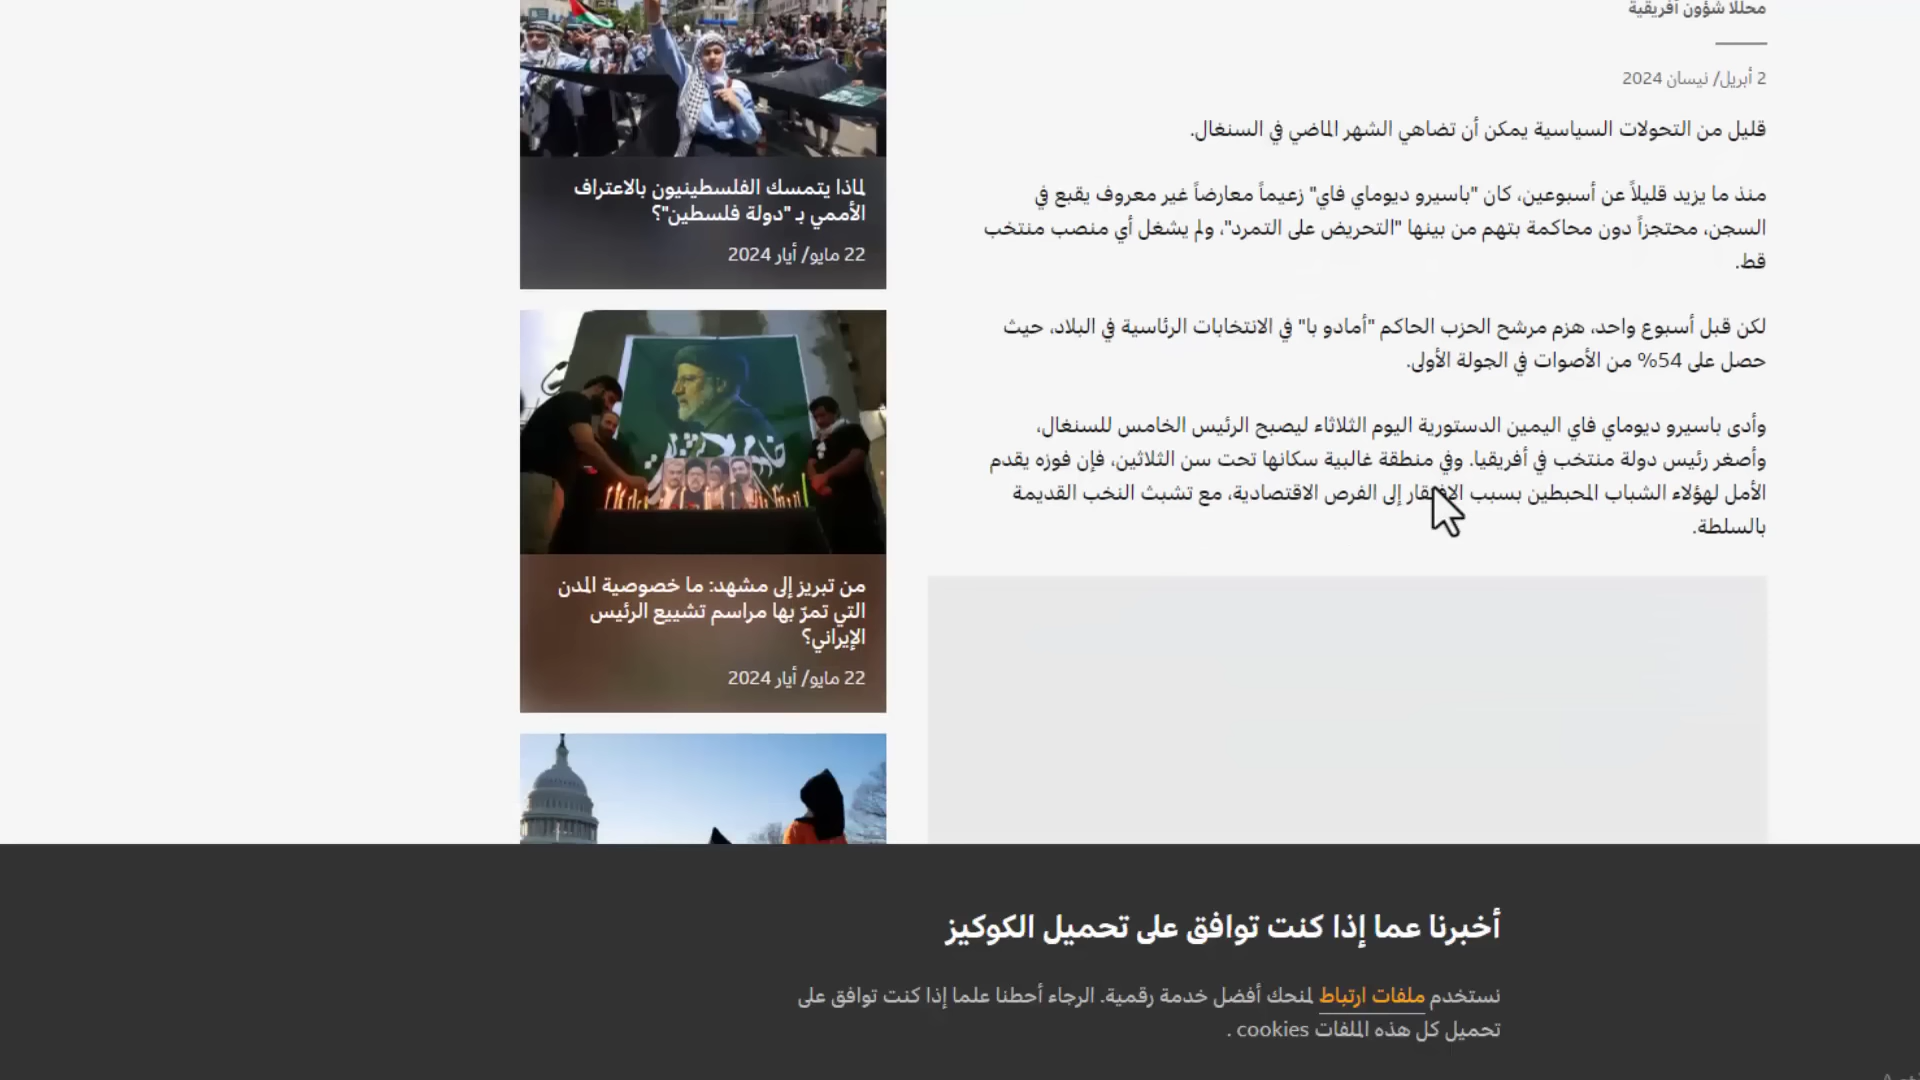 محللا شؤون أفريقية
2 أبريل/ نيسان 2024
قليل من التحولات السياسية يمكن أن تضاهي الشهر الماضي في السنغال.
منذ ما يزيد قليلاً عن أسبوعين، كان "باسيرو ديوماي فاي" زعيماً معارضاً غير معروف يقبع في
السجن، محتجزاً دون محاكمة بتهم من بينها "التحريض على التمرد"، ولم يشغل أي منصب منتخب
قط.
لكن قبل أسبوع واحد، هزم مرشح الحزب الحاكم "أمادو با" في الانتخابات الرئاسية في البلاد، حيث
حصل على 54% من الأصوات في الجولة الأولى.
وأدى باسيرو ديوماي فاي اليمين الدستورية اليوم الثلاثاء ليصبح الرئيس الخامس للسنغال،
وأصغر رئيس دولة منتخب في أفريقيا. وفي منطقة غالبية سكانها تحت سن الثلاثين، فإن فوزه يقدم
الأمل لهؤلاء الشباب المحبطين بسبب الافتقار إلى الفرص الاقتصادية، مع تشبث النخب القديمة
بالسلطة.
لماذا يتمسك الفلسطينيون بالاعتراف
الأممي بـ "دولة فلسطين"؟
22 مايو/ أيار 2024
من تبريز إلى مشهد: ما خصوصية المدن
التي تمرّ بها مراسم تشييع الرئيس
الإيراني؟
22 مايو/ أيار 2024
أخبرنا عما إذا كنت توافق على تحميل الكوكيز
نستخدم ملفات ارتباط لمنحك أفضل خدمة رقمية. الرجاء أحطنا علما إذا كنت توافق على
تحميل كل هذه الملفات cookies .